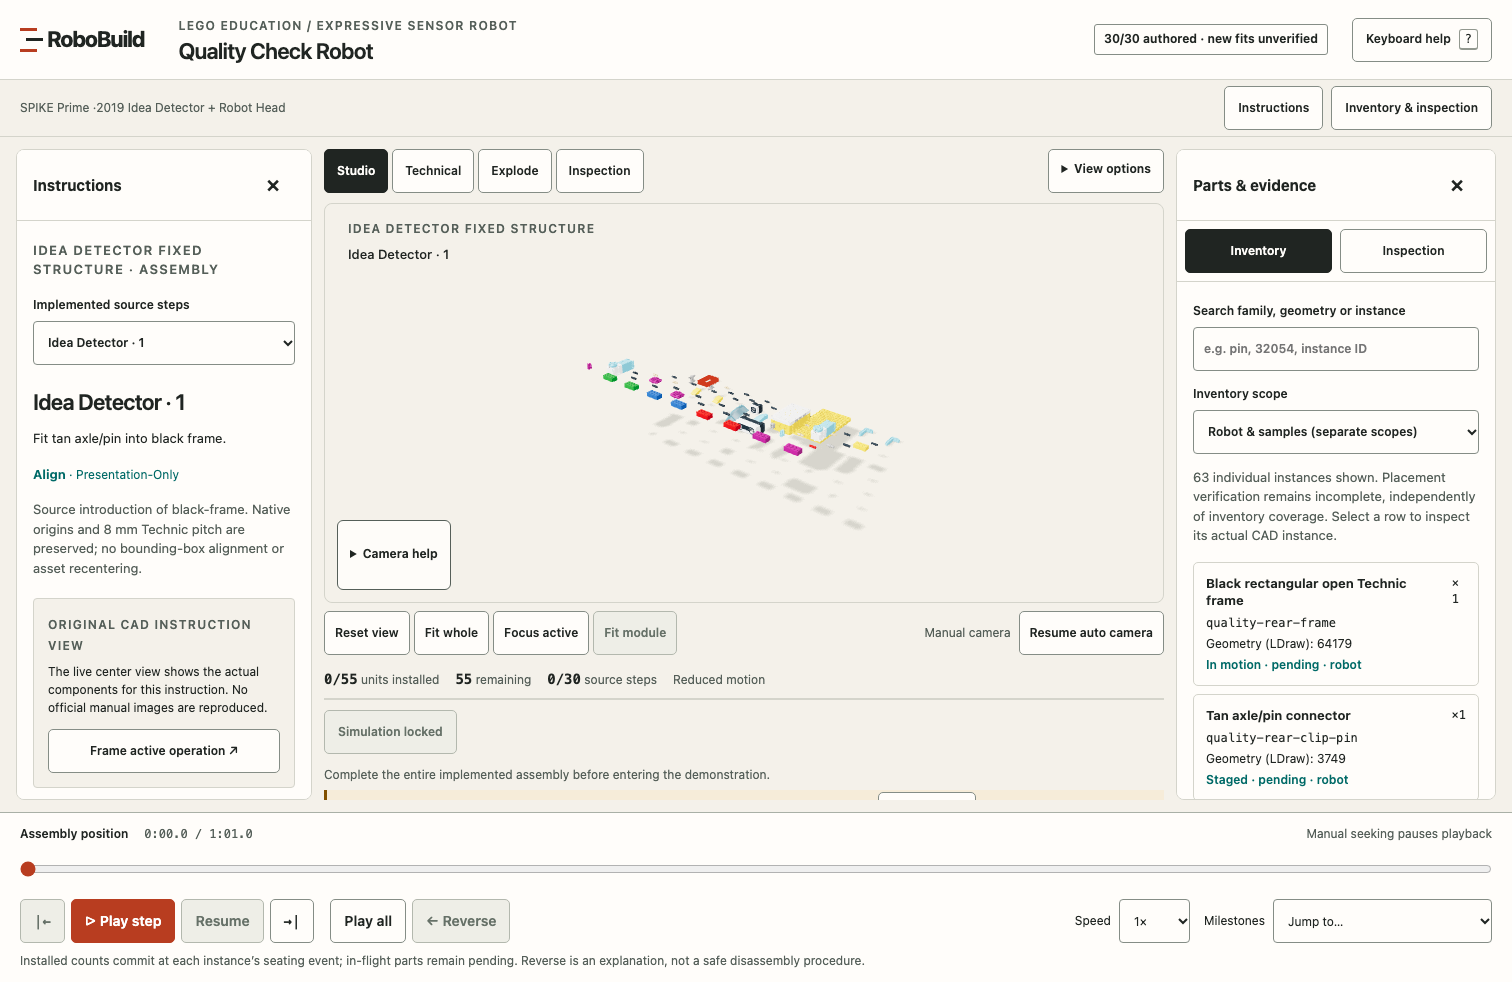 RoboBuild
LEGO EDUCATION / EXPRESSIVE SENSOR ROBOT
Quality Check Robot
30/30 authored · new fits unverified
Keyboard help ?
SPIKE Prime ·2019 Idea Detector + Robot Head
Instructions
Inventory & inspection
Instructions
IDEA DETECTOR FIXED
STRUCTURE · ASSEMBLY
Implemented source steps
Idea Detector · 1
Idea Detector · 1
Fit tan axle/pin into black frame.
Align · Presentation-Only
Source introduction of black-frame. Native
origins and 8 mm Technic pitch are
preserved; no bounding-box alignment or
asset recentering.
ORIGINAL CAD INSTRUCTION
VIEW
The live center view shows the actual
components for this instruction. No
official manual images are reproduced.
Frame active operation ↗
Studio
Technical
Explode
Inspection
View options
IDEA DETECTOR FIXED STRUCTURE
Idea Detector · 1
Camera help
Reset view
Fit whole
Focus active
Fit module
Manual camera
Resume auto camera
0/55 units installed 55 remaining 0/30 source steps Reduced motion
Simulation locked
Complete the entire implemented assembly before entering the demonstration.
Parts & evidence
Inventory
Inspection
Search family, geometry or instance
e.g. pin, 32054, instance ID
Inventory scope
Robot & samples (separate scopes)
63 individual instances shown. Placement
verification remains incomplete, independently
of inventory coverage. Select a row to inspect
its actual CAD instance.
Black rectangular open Technic
frame
×
1
quality-rear-frame
Geometry (LDraw): 64179
In motion · pending · robot
Tan axle/pin connector ×1
quality-rear-clip-pin
Geometry (LDraw): 3749
Staged · pending · robot
Assembly position 0:00.0 / 1:01.0
Manual seeking pauses playback
|←
▷ Play step
Resume
→|
Play all
← Reverse
Speed 1×
Milestones Jump to...
Installed counts commit at each instance's seating event; in-flight parts remain pending. Reverse is an explanation, not a safe disassembly procedure.